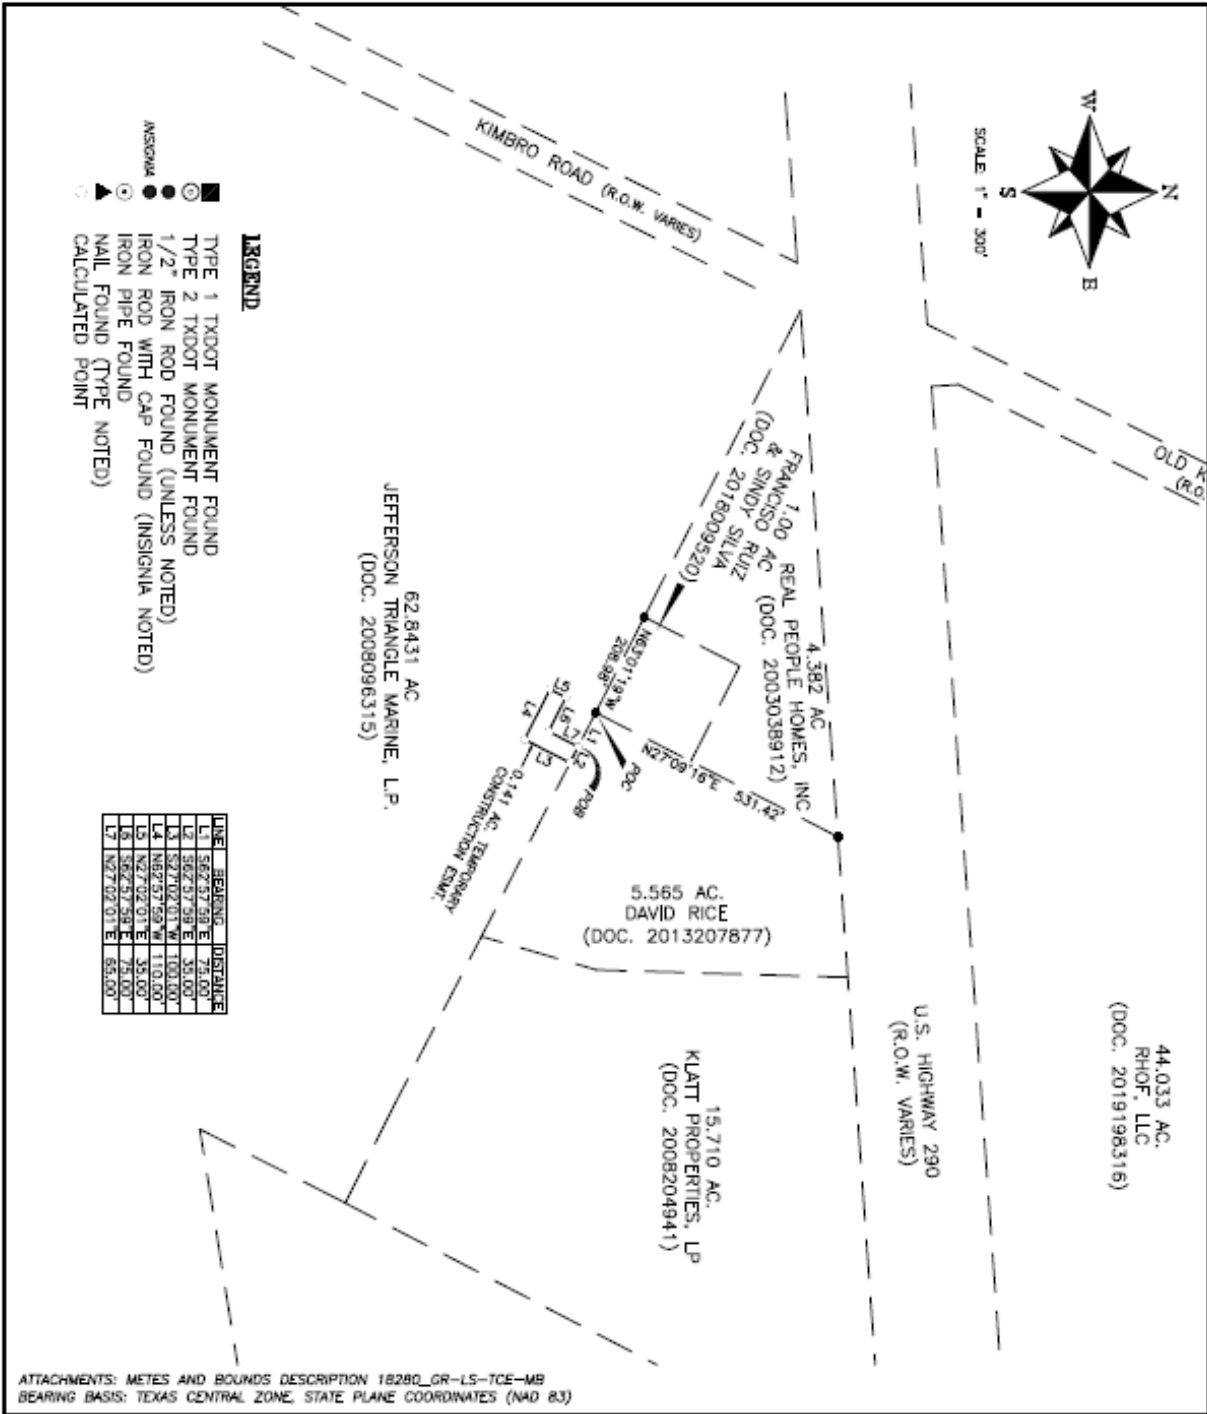 N
W
E
S
SCALE: 1" = 300'
KIMBRO ROAD (R.O.W. VARIES)
OLD K
(R.O.
44.033 AC.
RHOF, LLC
(DOC. 2019198316)
U.S. HIGHWAY 290
(R.O.W. VARIES)
4.382 AC
REAL PEOPLE HOMES, INC
(DOC. 2003038912)
1.00 AC
FRANCISO RUIZ
& SINDY SILVA
(DOC. 2018009520)
N63°01'19"W
208.98'
N27°09'16"E 531.42'
POC
POB
L1
L2
L3
L4
L5
L6
L7
0.141 AC. TEMPORARY
CONSTRUCTION ESMT.
5.565 AC.
DAVID RICE
(DOC. 2013207877)
15.710 AC.
KLATT PROPERTIES, LP
(DOC. 2008204941)
62.8431 AC
JEFFERSON TRIANGLE MARINE, L.P.
(DOC. 2008096315)
LEGEND
TYPE 1 TXDOT MONUMENT FOUND
TYPE 2 TXDOT MONUMENT FOUND
1/2" IRON ROD FOUND (UNLESS NOTED)
INSIGNIA IRON ROD WITH CAP FOUND (INSIGNIA NOTED)
IRON PIPE FOUND
NAIL FOUND (TYPE NOTED)
CALCULATED POINT
LINE BEARING DISTANCE
L1 S62°57'59"E 75.00'
L2 S62°57'59"E 35.00'
L3 S27°02'01"W 100.00'
L4 N62°57'59"W 110.00'
L5 N27°02'01"E 35.00'
L6 S62°57'59"E 75.00'
L7 N27°02'01"E 65.00'
ATTACHMENTS: METES AND BOUNDS DESCRIPTION 18280_GR-LS-TCE-MB
BEARING BASIS: TEXAS CENTRAL ZONE, STATE PLANE COORDINATES (NAD 83)